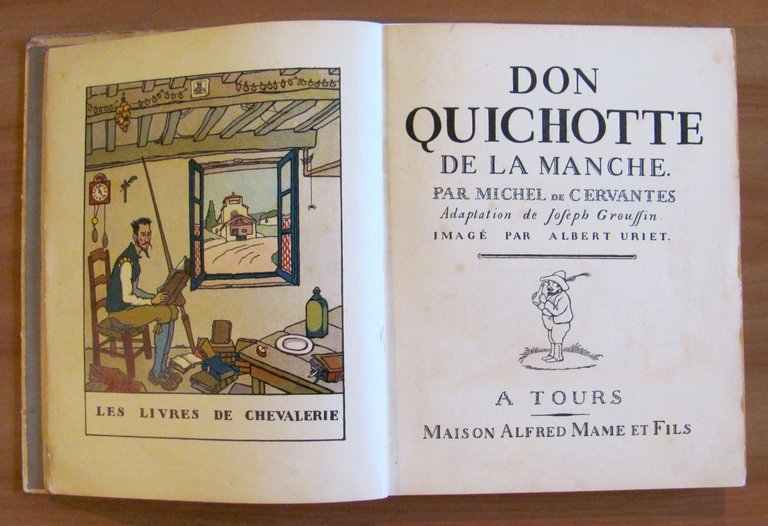 LES LIVRES DE CHEVALERIE
DON
QUICHOTTE
DE LA MANCHE.
PAR MICHEL DE CERVANTES
Adaptation de Joseph Grouffin.
IMAGÉ PAR ALBERT URIET.
A TOURS
MAISON ALFRED MAME ET FILS